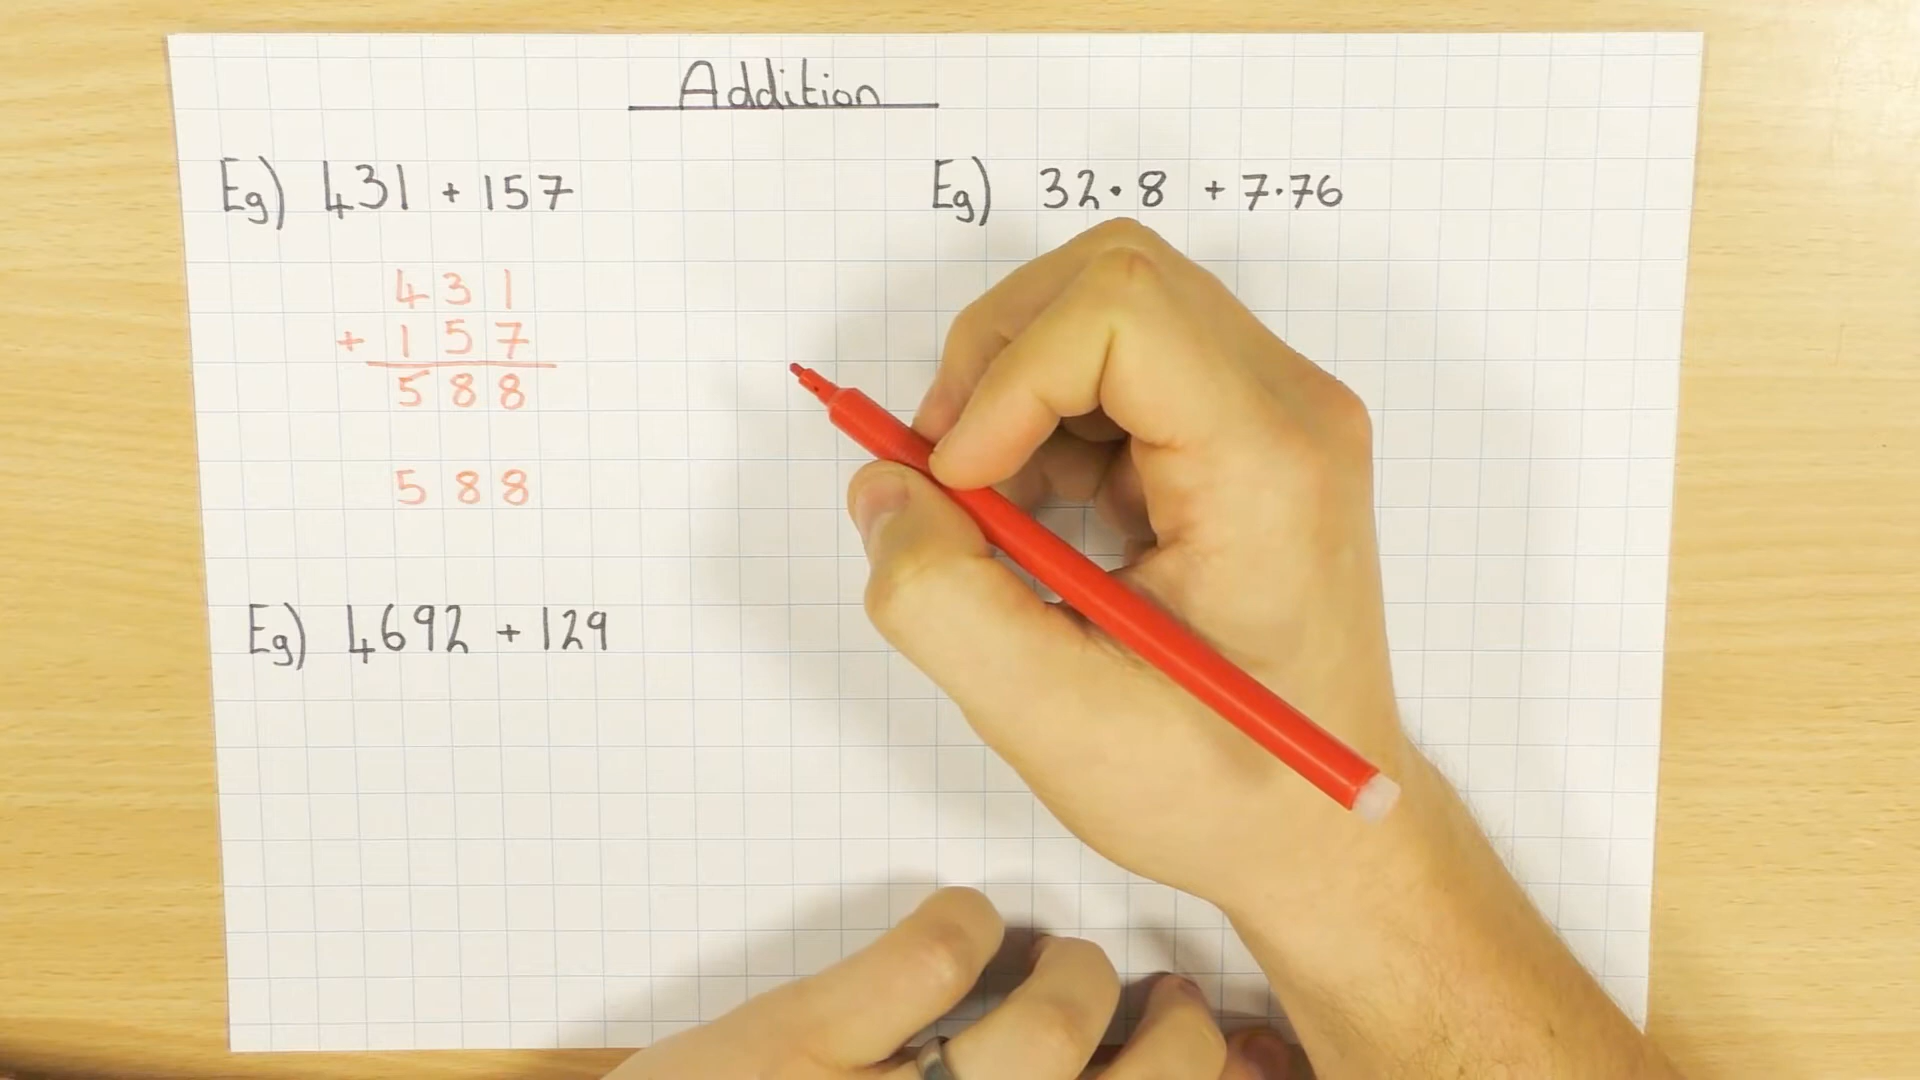 Addition
Eg) 431 + 157
431
+ 157
588
588
Eg) 4692 + 129
Eg) 32.8 + 7.76